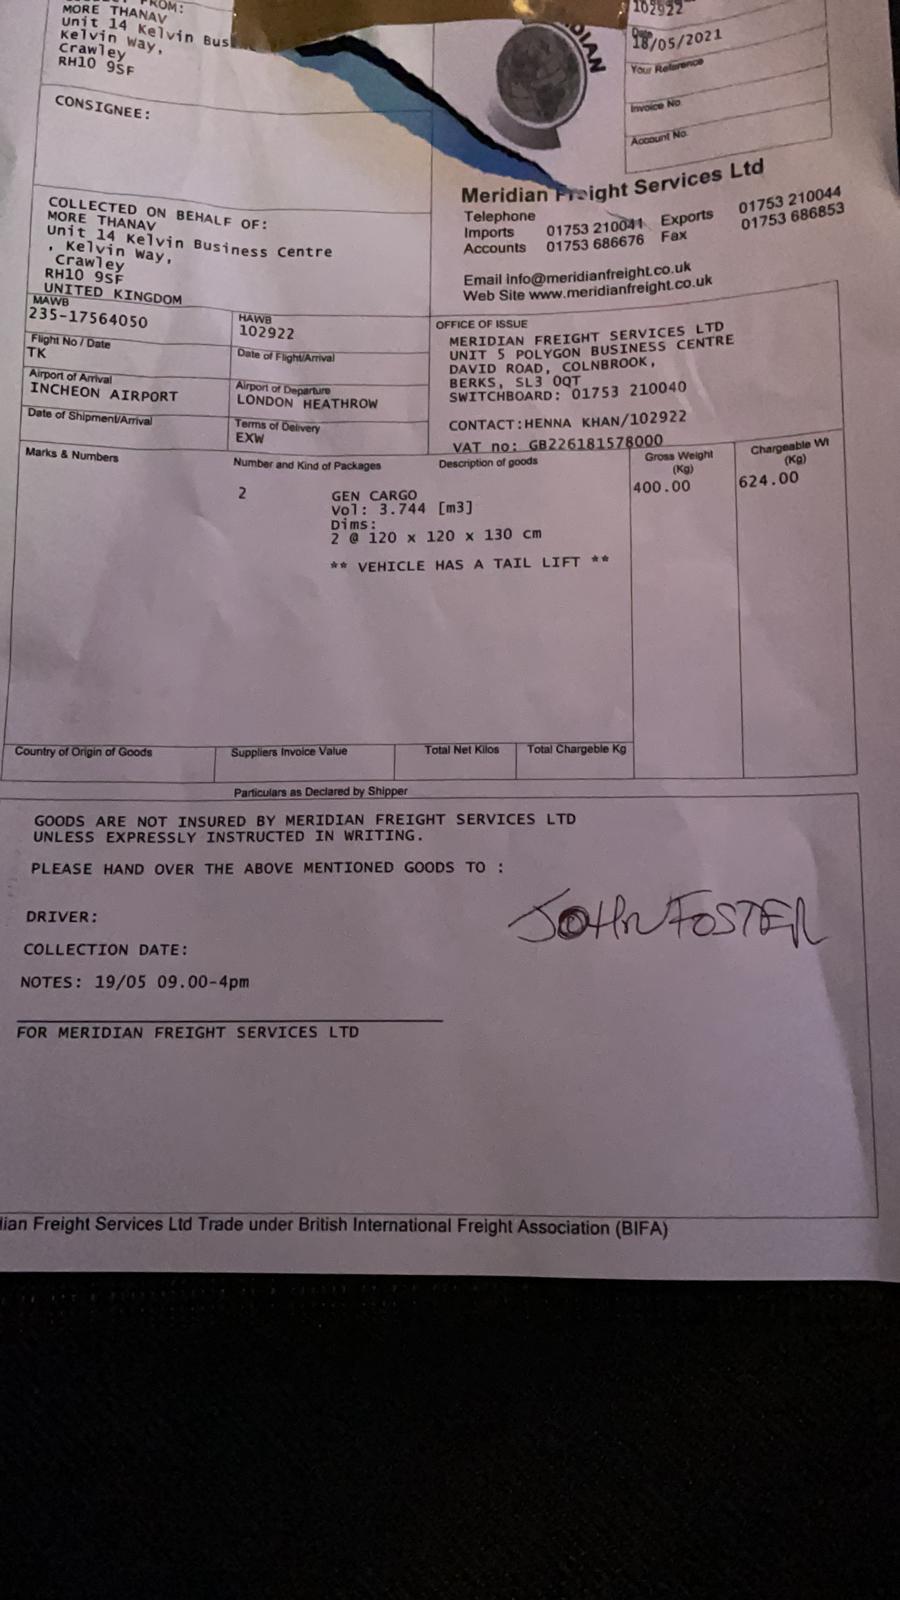 FROM:
MORE THANAV
Unit 14 Kelvin Bus
Kelvin Way,
Crawley
RH10 9SF
CONSIGNEE:
COLLECTED ON BEHALF OF:
MORE THANAV
Unit 14 Kelvin Business Centre
, Kelvin Way,
Crawley
RH10 9SF
UNITED KINGDOM
DIAN
102922
Date
18/05/2021
Your Reference
Invoice No.
Account No.
Meridian Freight Services Ltd
Telephone
Imports 01753 210041 Exports 01753 210044
Accounts 01753 686676 Fax 01753 686853
Email info@meridianfreight.co.uk
Web Site www.meridianfreight.co.uk
MAWB
235-17564050
HAWB
102922
Flight No / Date
TK
Date of Flight/Arrival
Airport of Arrival
INCHEON AIRPORT
Airport of Departure
LONDON HEATHROW
Date of Shipment/Arrival
Terms of Delivery
EXW
OFFICE OF ISSUE
MERIDIAN FREIGHT SERVICES LTD
UNIT 5 POLYGON BUSINESS CENTRE
DAVID ROAD, COLNBROOK,
BERKS, SL3 0QT
SWITCHBOARD: 01753 210040
CONTACT:HENNA KHAN/102922
VAT no: GB226181578000
Marks & Numbers
Number and Kind of Packages
Description of goods
Gross Weight
(Kg)
Chargeable Wt
(Kg)
2
GEN CARGO
Vol: 3.744 [m3]
Dims:
2 @ 120 x 120 x 130 cm
** VEHICLE HAS A TAIL LIFT **
400.00
624.00
Country of Origin of Goods
Suppliers Invoice Value
Total Net Kilos
Total Chargeable Kg
Particulars as Declared by Shipper
GOODS ARE NOT INSURED BY MERIDIAN FREIGHT SERVICES LTD
UNLESS EXPRESSLY INSTRUCTED IN WRITING.
PLEASE HAND OVER THE ABOVE MENTIONED GOODS TO :
JOHN FOSTER
DRIVER:
COLLECTION DATE:
NOTES: 19/05 09.00-4pm
FOR MERIDIAN FREIGHT SERVICES LTD
dian Freight Services Ltd Trade under British International Freight Association (BIFA)